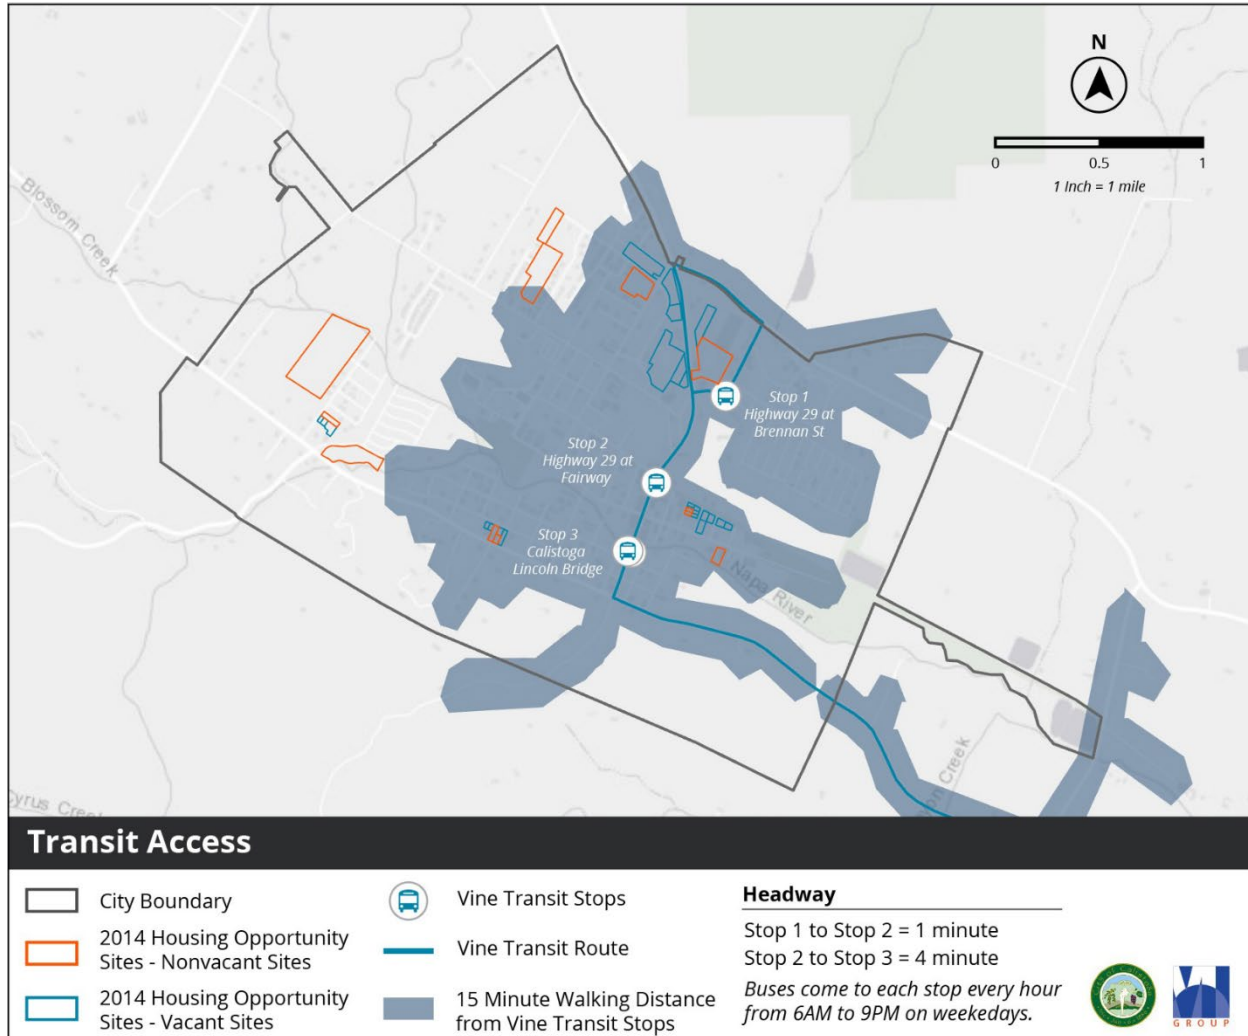 N
0 0.5 1
1 Inch = 1 mile
Blossom Creek
Stop 1
Highway 29 at
Brennan St
Stop 2
Highway 29 at
Fairway
Stop 3
Calistoga
Lincoln Bridge
Napa River
Cyrus Creek
on Creek
Transit Access
City Boundary
2014 Housing Opportunity
Sites - Nonvacant Sites
2014 Housing Opportunity
Sites - Vacant Sites
Vine Transit Stops
Vine Transit Route
15 Minute Walking Distance
from Vine Transit Stops
Headway
Stop 1 to Stop 2 = 1 minute
Stop 2 to Stop 3 = 4 minute
Buses come to each stop every hour
from 6AM to 9PM on weekedays.
GROUP